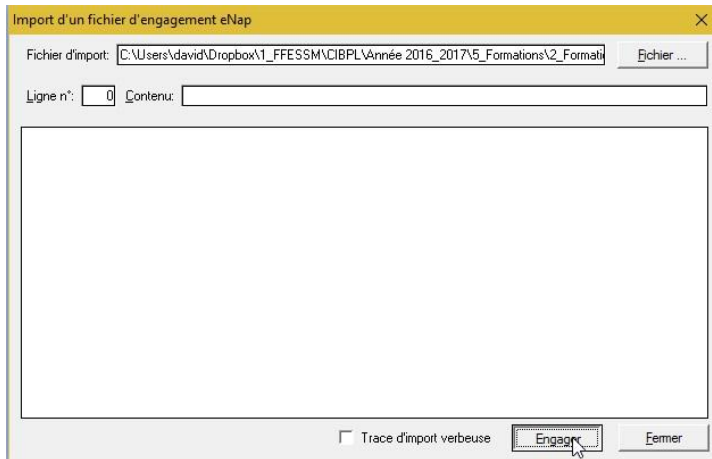 Import d'un fichier d'engagement eNap
Fichier d'import: C:\Users\david\Dropbox\1_FFESSM\CIBPL\Année 2016_2017\5_Formations\2_Formati Fichier ...
Ligne n°: 0 Contenu:
Trace d'import verbeuse Engager Fermer